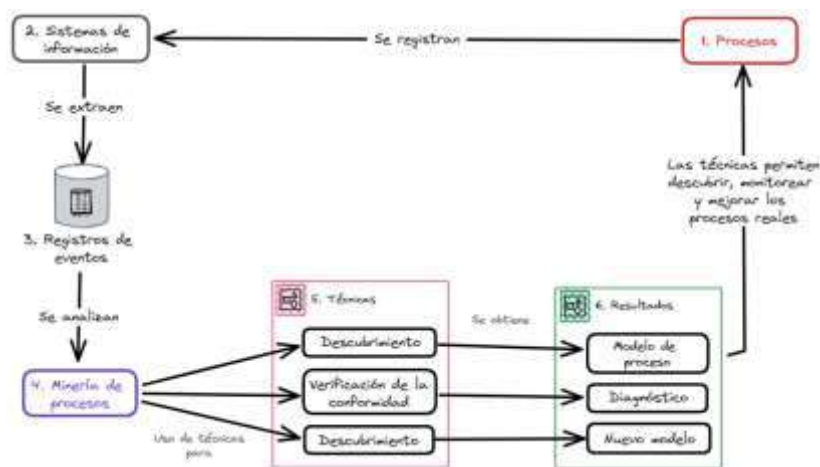 2. Sistemas de
información
Se registran
1. Procesos
Se extraen
Las técnicas permiten
descubrir, monitorear
y mejorar los
procesos reales
3. Registros de
eventos
Se analizan
5. Técnicas
Se obtiene
6. Resultados
Descubrimiento
Modelo de
proceso
4. Minería de
procesos
Verificación de la
conformidad
Diagnóstico
Uso de técnicas
para
Descubrimiento
Nuevo modelo